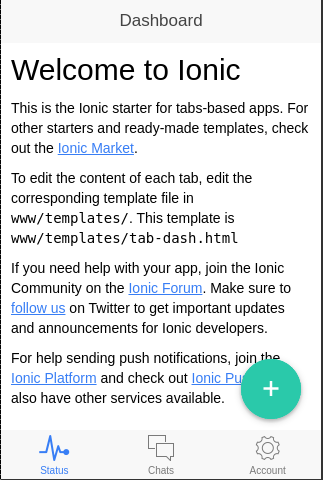 Dashboard
Welcome to Ionic
This is the Ionic starter for tabs-based apps. For
other starters and ready-made templates, check
out the Ionic Market.
To edit the content of each tab, edit the
corresponding template file in
www/templates/. This template is
www/templates/tab-dash.html
If you need help with your app, join the Ionic
Community on the Ionic Forum. Make sure to
follow us on Twitter to get important updates
and announcements for Ionic developers.
For help sending push notifications, join the
Ionic Platform and check out Ionic
also have other services available.
+
Status Chats Account